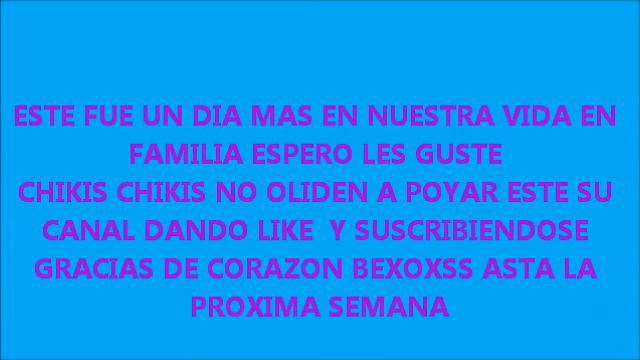 ESTE FUE UN DIA MAS EN NUESTRA VIDA EN
FAMILIA ESPERO LES GUSTE
CHIKIS CHIKIS NO OLIDEN A POYAR ESTE SU
CANAL DANDO LIKE  Y SUSCRIBIENDOSE
GRACIAS DE CORAZON BEXOXSS ASTA LA
PROXIMA SEMANA